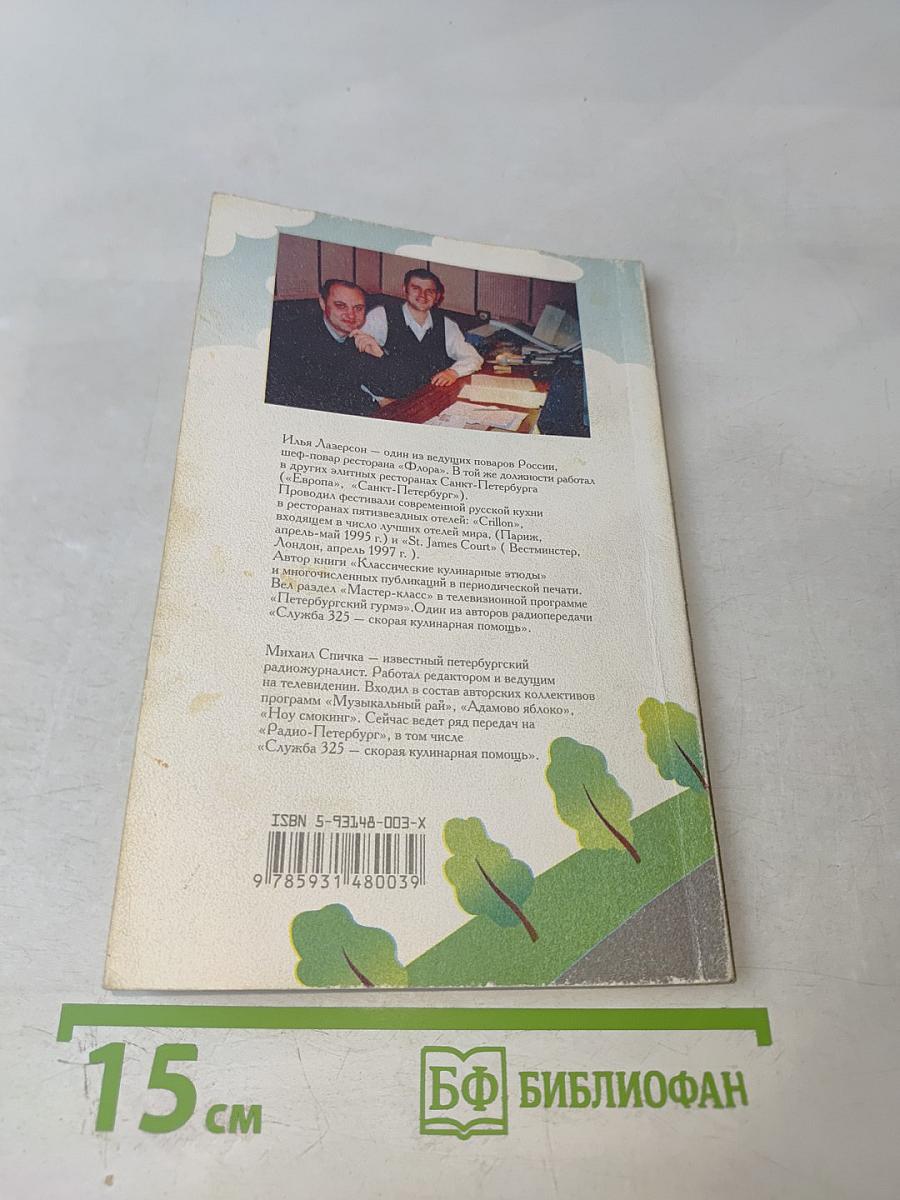 Илья Лазерсон – один из ведущих поваров России,
шеф-повар ресторана «Флора». В той же должности работал
в других элитных ресторанах Санкт-Петербурга
(«Европа», «Санкт-Петербург»).
Проводил фестивали современной русской кухни
в ресторанах пятизвездных отелей: «Crillon»,
входящем в число лучших отелей мира, (Париж,
апрель-май 1995 г.) и «St. James Court» ( Вестминстер,
Лондон, апрель 1997 г. ).
Автор книги «Классические кулинарные этюды»
и многочисленных публикаций в периодической печати.
Вел раздел «Мастер-класс» в телевизионной программе
«Петербургский гурмэ».Один из авторов радиопередачи
«Служба 325 – скорая кулинарная помощь».
Михаил Спичка – известный петербургский
радиожурналист. Работал редактором и ведущим
на телевидении. Входил в состав авторских коллективов
программ «Музыкальный рай», «Адамово яблоко»,
«Ноу смокинг». Сейчас ведет ряд передач на
«Радио-Петербург», в том числе
«Служба 325 – скорая кулинарная помощь».
ISBN 5-93148-003-X
9 785931 480039
15 см
БФ БИБЛИОФАН